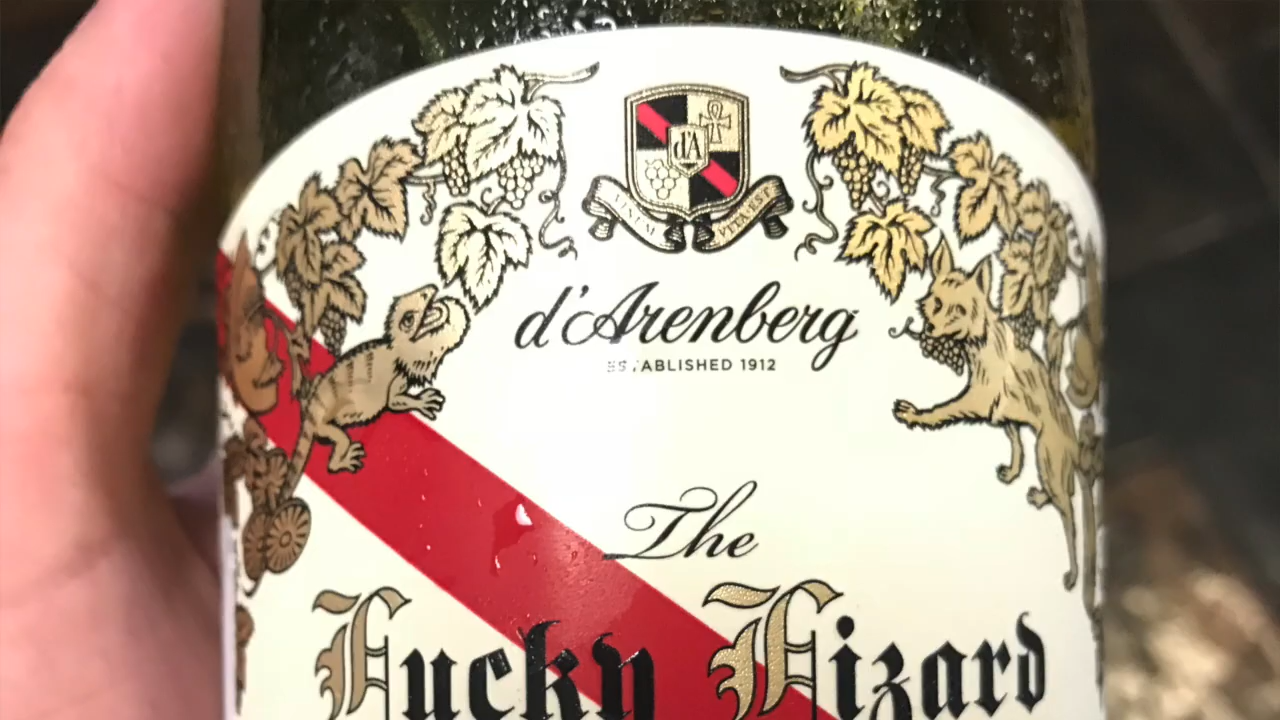 d'A
VINUM VITA EST
d'Arenberg
ESTABLISHED 1912
The
Lucky Lizard